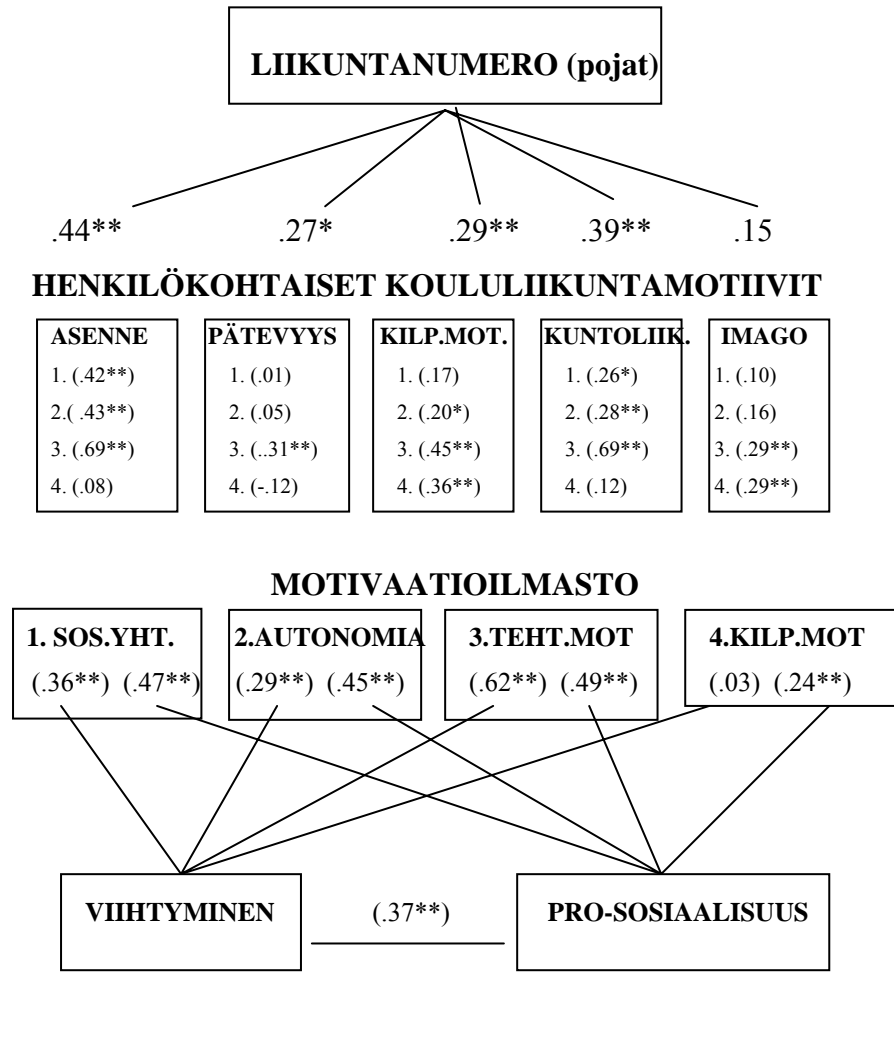 LIIKUNTANUMERO (pojat)
.44** .27* .29** .39** .15
HENKILÖKOHTAISET KOULULIIKUNTAMOTIIVIT
ASENNE PÄTEVYYS KILP.MOT. KUNTOLIIK. IMAGO
1. (.42**) 1. (.01) 1. (.17) 1. (.26*) 1. (.10)
2.( .43**) 2. (.05) 2. (.20*) 2. (.28**) 2. (.16)
3. (.69**) 3. (..31**) 3. (.45**) 3. (.69**) 3. (.29**)
4. (.08) 4. (-.12) 4. (.36**) 4. (.12) 4. (.29**)
MOTIVAATIOILMASTO
1. SOS.YHT. 2.AUTONOMIA 3.TEHT.MOT 4.KILP.MOT
(.36**) (.47**) (.29**) (.45**) (.62**) (.49**) (.03) (.24**)
VIIHTYMINEN (.37**) PRO-SOSIAALISUUS